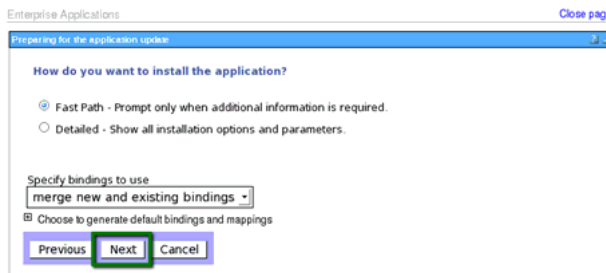 Enterprise Applications
Close pag
Preparing for the application update
?
How do you want to install the application?
Fast Path - Prompt only when additional information is required.
Detailed - Show all installation options and parameters.
Specify bindings to use
merge new and existing bindings
Choose to generate default bindings and mappings
Previous Next Cancel